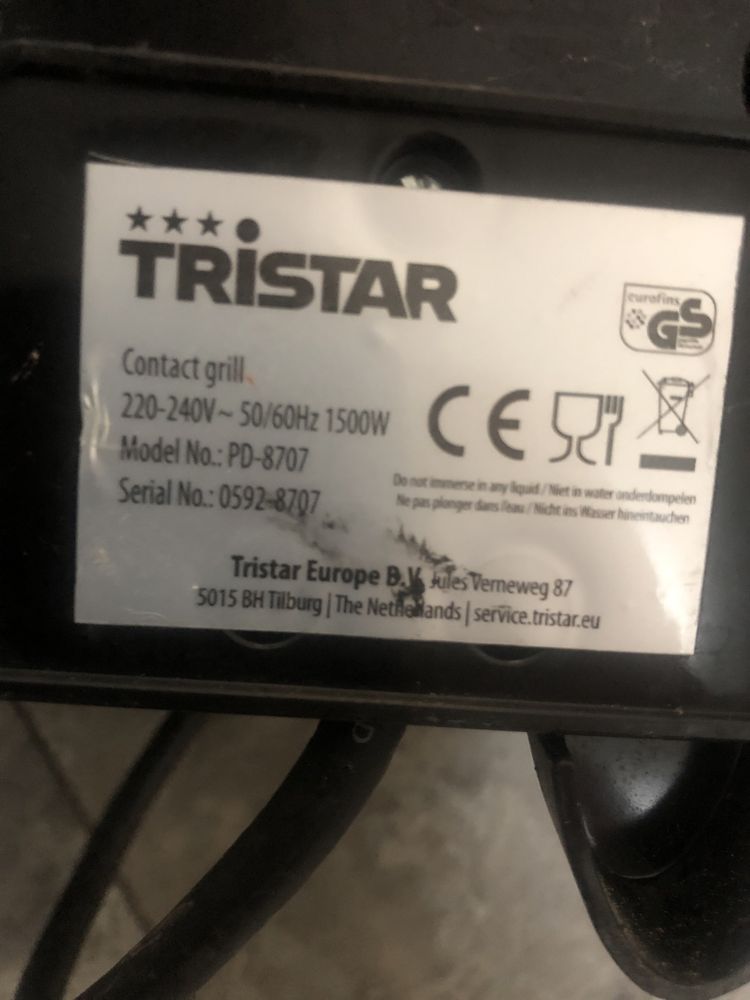 TRiSTAR
eurofins
GS
Contact grill
220-240V~ 50/60Hz 1500W
Model No.: PD-8707
Serial No.: 0592-8707
CE
Do not immerse in any liquid / Niet in water onderdompelen
Ne pas plonger dans l'eau / Nicht ins Wasser hineintauchen
Tristar Europe B.V. Jules Verneweg 87
5015 BH Tilburg | The Netherlands | service.tristar.eu